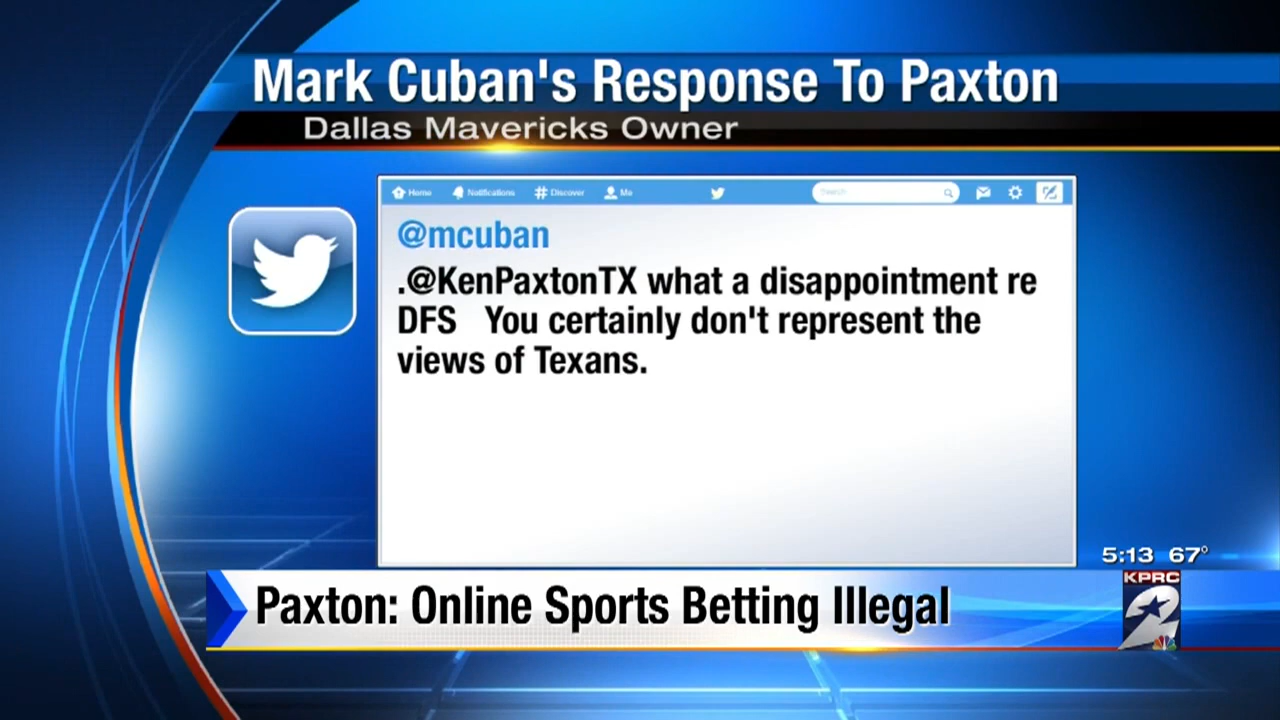 Mark Cuban's Response To Paxton
Dallas Mavericks Owner
Home Notifications Discover Me Search
@mcuban
.@KenPaxtonTX what a disappointment re
DFS You certainly don't represent the
views of Texans.
5:13 67°
KPRC
2
Paxton: Online Sports Betting Illegal